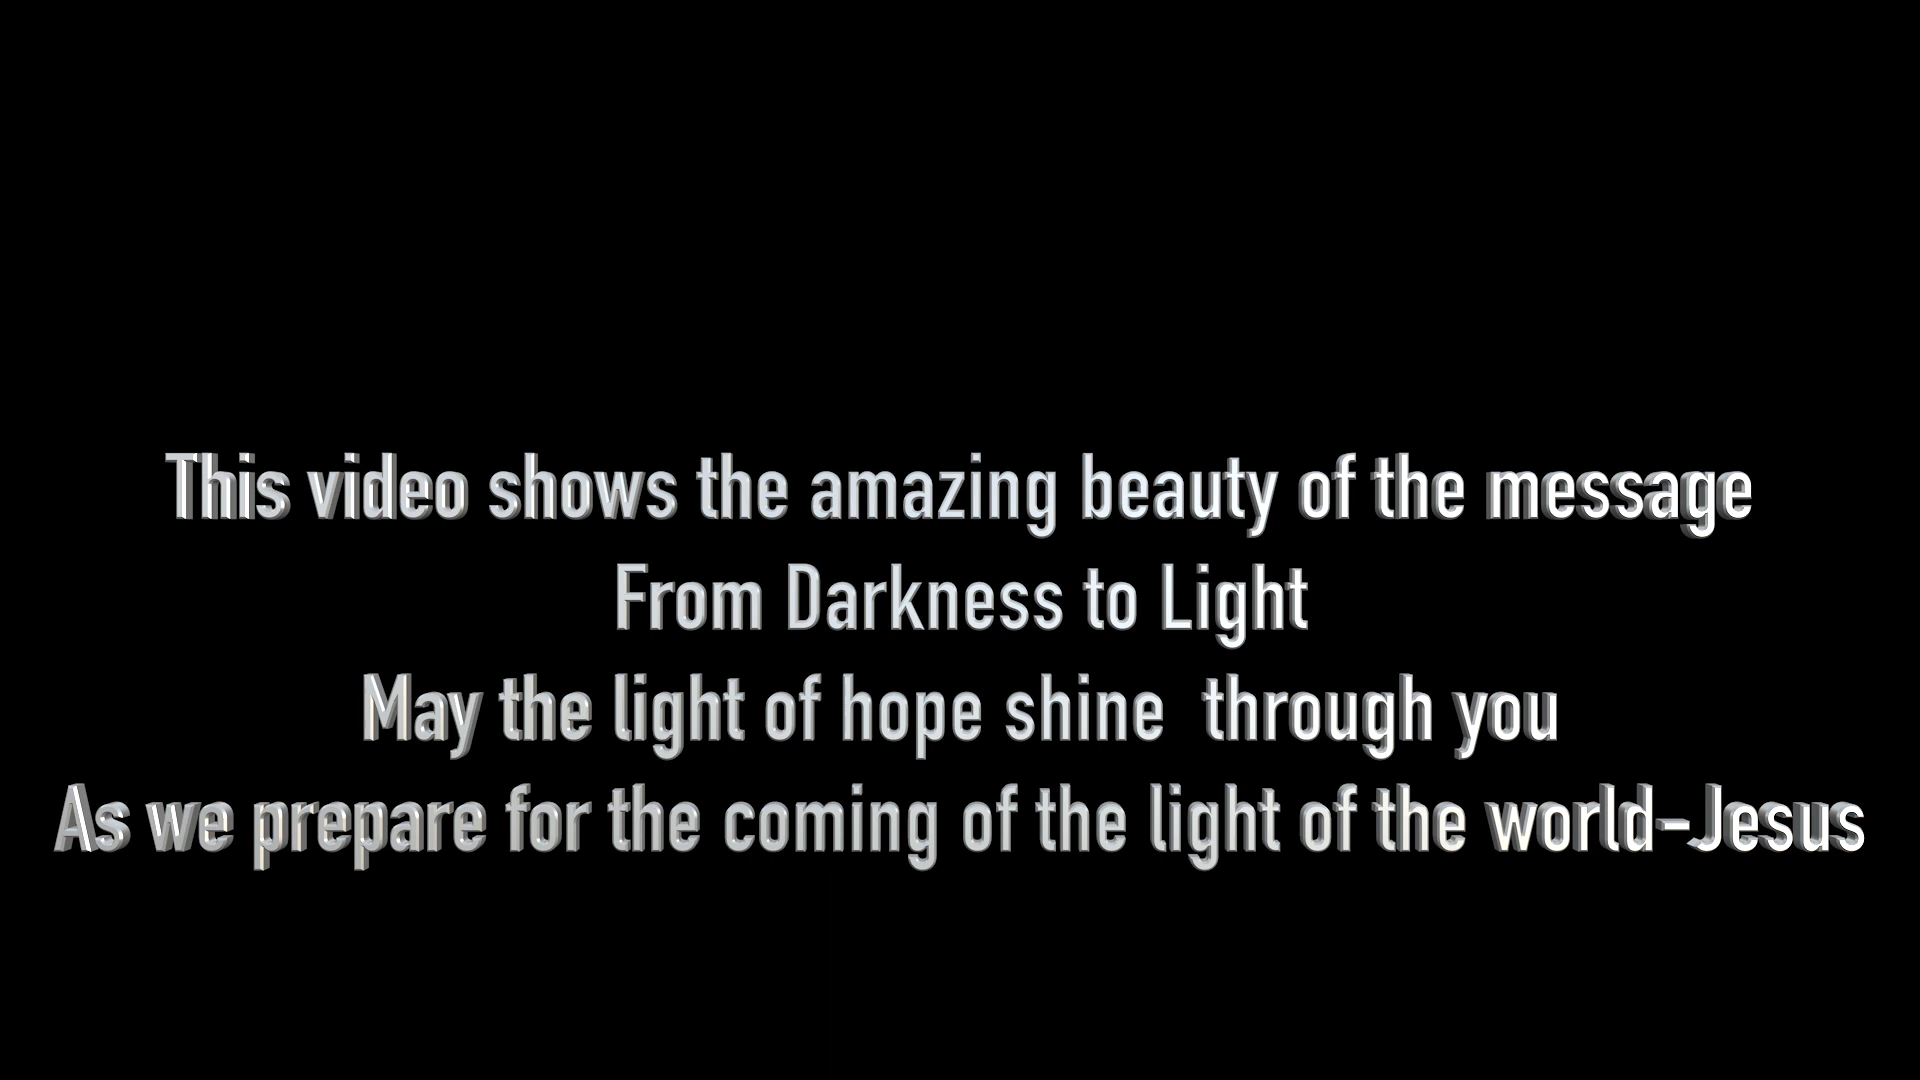 This video shows the amazing beauty of the message
From Darkness to Light
May the light of hope shine  through you
As we prepare for the coming of the light of the world-Jesus